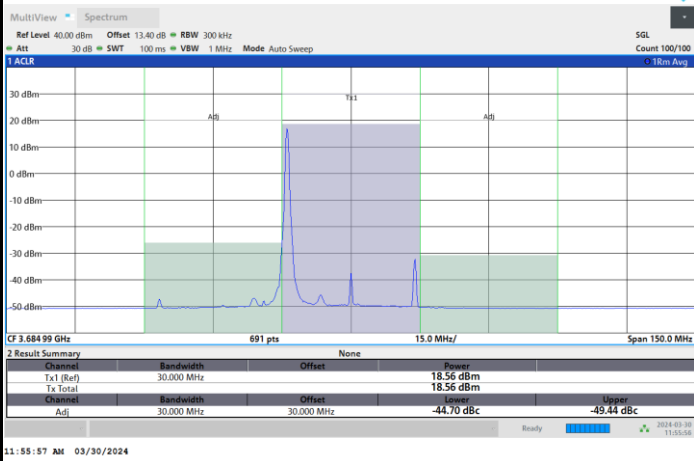 MultiView Spectrum
Ref Level 40.00 dBm Offset 13.40 dB RBW 300 kHz SGL
Att 30 dB SWT 100 ms VBW 1 MHz Mode Auto Sweep Count 100/100
1 ACLR 1Rm Avg
30 dBm
Tx1
20 dBm
Adj Adj
10 dBm
0 dBm
-10 dBm
-20 dBm
-30 dBm
-40 dBm
-50 dBm
CF 3.684 99 GHz 691 pts 15.0 MHz/ Span 150.0 MHz
2 Result Summary None
Channel Bandwidth Offset Power
Tx1 (Ref) 30.000 MHz 18.56 dBm
Tx Total 18.56 dBm
Channel Bandwidth Offset Lower Upper
Adj 30.000 MHz 30.000 MHz -44.70 dBc -49.44 dBc
Ready 2024-03-30
11:55:56
11:55:57 AM 03/30/2024